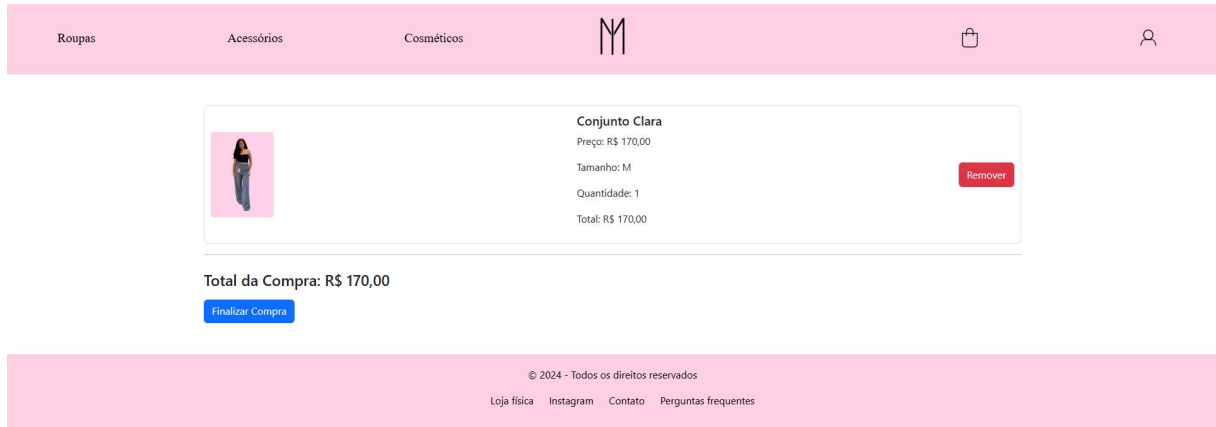 Roupas Acessórios Cosméticos
Conjunto Clara
Preço: R$ 170,00
Tamanho: M
Remover
Quantidade: 1
Total: R$ 170,00
Total da Compra: R$ 170,00
Finalizar Compra
© 2024 - Todos os direitos reservados
Loja física Instagram Contato Perguntas frequentes